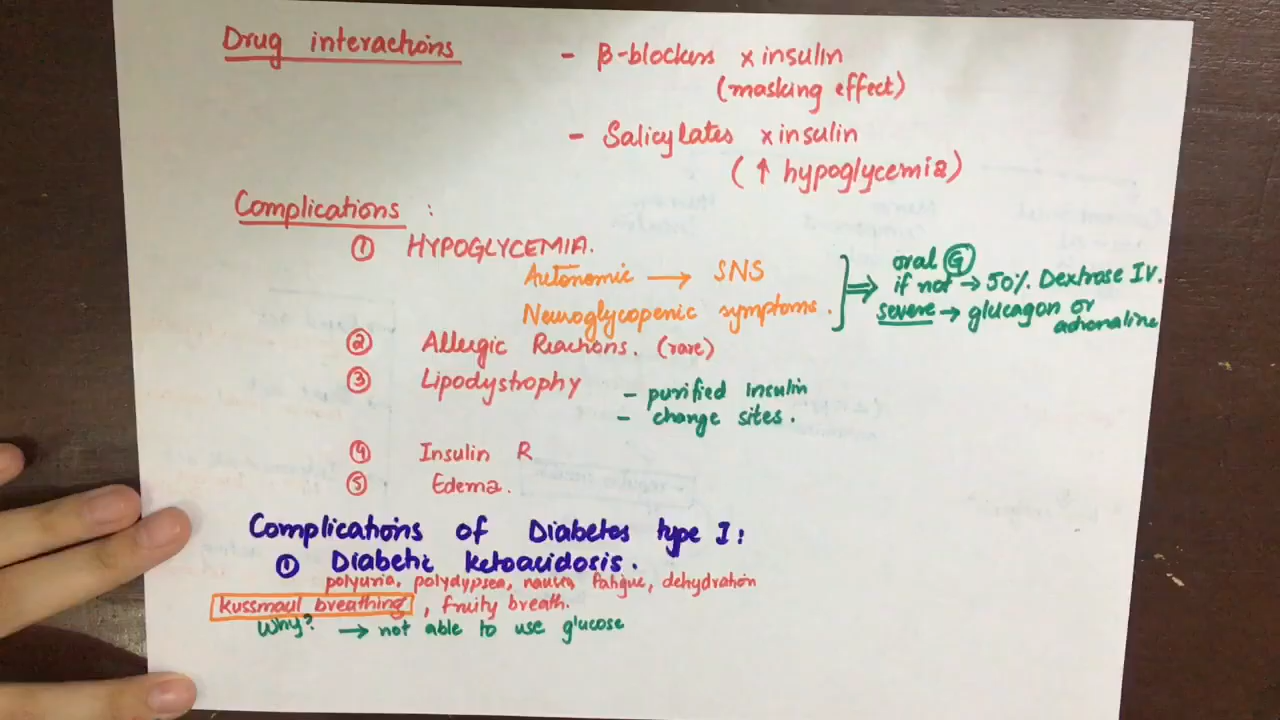 Drug interactions
- β-blockers x insulin
(masking effect)
- Salicylates x insulin
(↑ hypoglycemia)
Complications :
① HYPOGLYCEMIA.
Autonomic → SNS
Neuroglycopenic symptoms.
oral G
if not → 50% Dextrose IV.
severe → glucagon or
adrenaline
② Allergic Reactions. (rare)
③ Lipodystrophy
- purified insulin
- change sites.
④ Insulin R
⑤ Edema.
Complications of Diabetes type I:
① Diabetic ketoacidosis.
polyuria, polydypsea, nausea, fatigue, dehydration
kussmaul breathing, fruity breath.
Why? → not able to use glucose